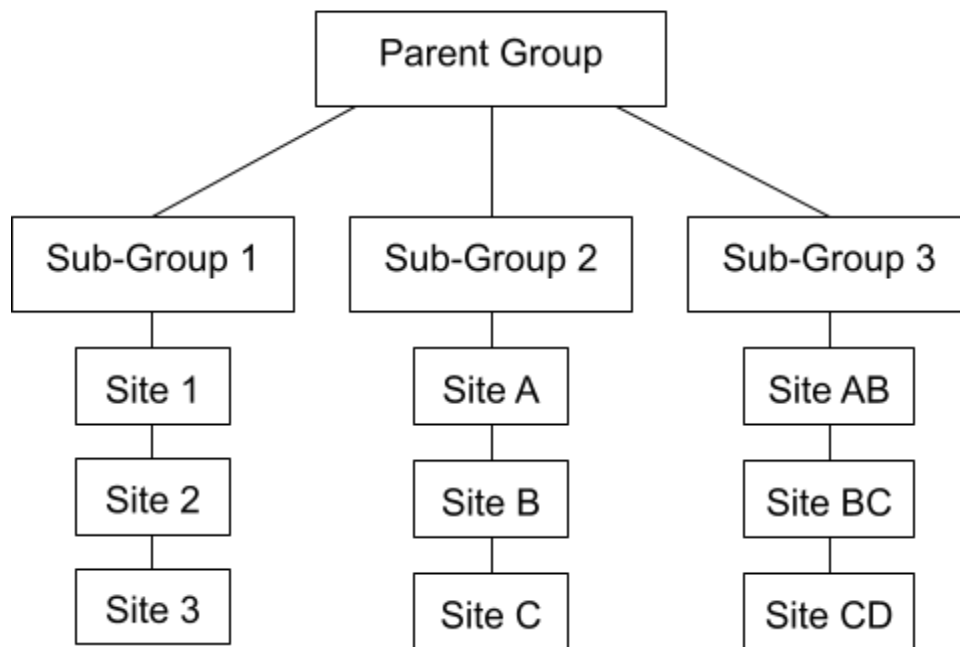 Parent Group
Sub-Group 1
Sub-Group 2
Sub-Group 3
Site 1
Site A
Site AB
Site 2
Site B
Site BC
Site 3
Site C
Site CD